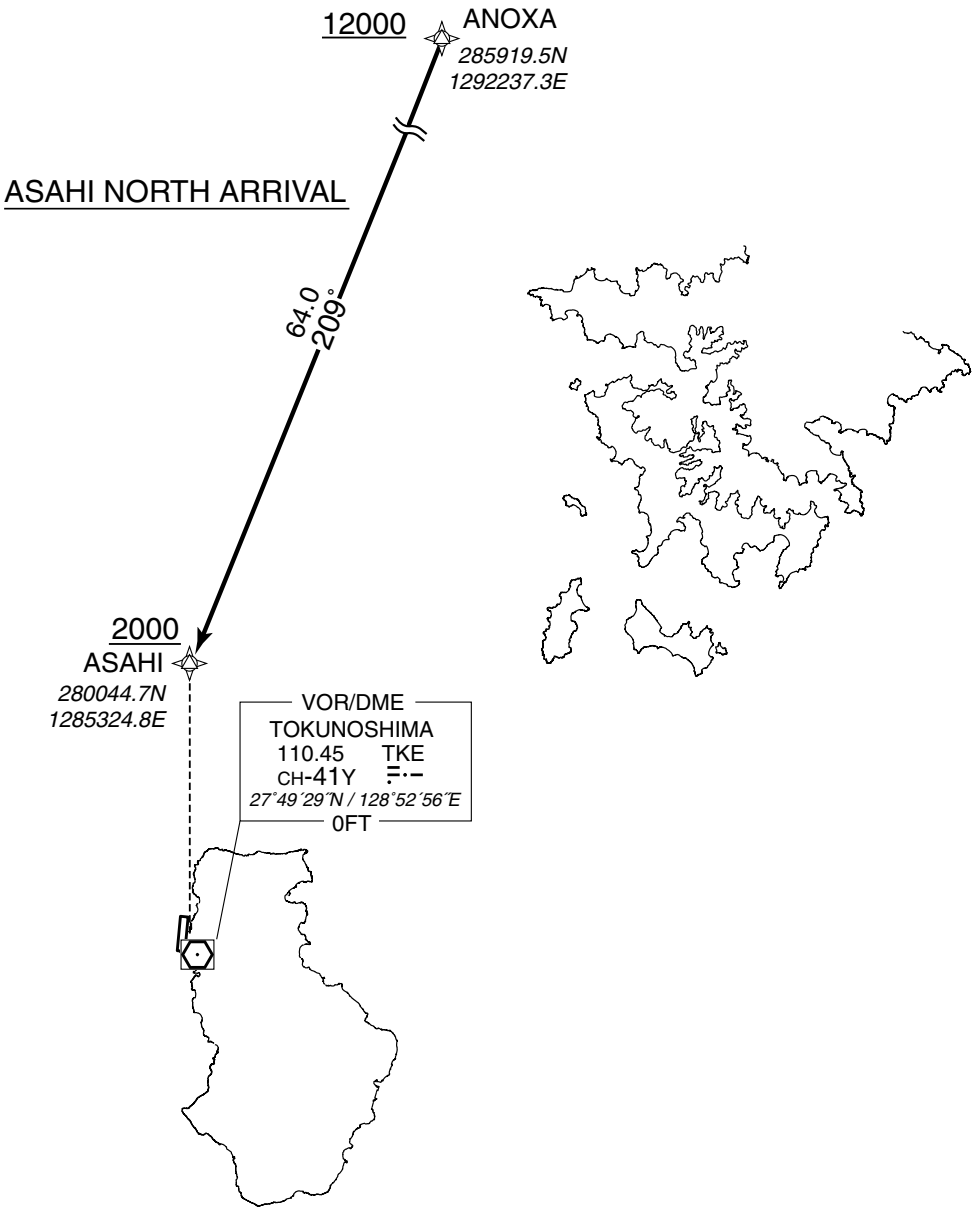 12000
ANOXA
285919.5N
1292237.3E
ASAHI NORTH ARRIVAL
64.0
209°
2000
ASAHI
280044.7N
1285324.8E
VOR/DME
TOKUNOSHIMA
110.45 TKE
CH-41Y
27°49´29˝N / 128°52´56˝E
0FT